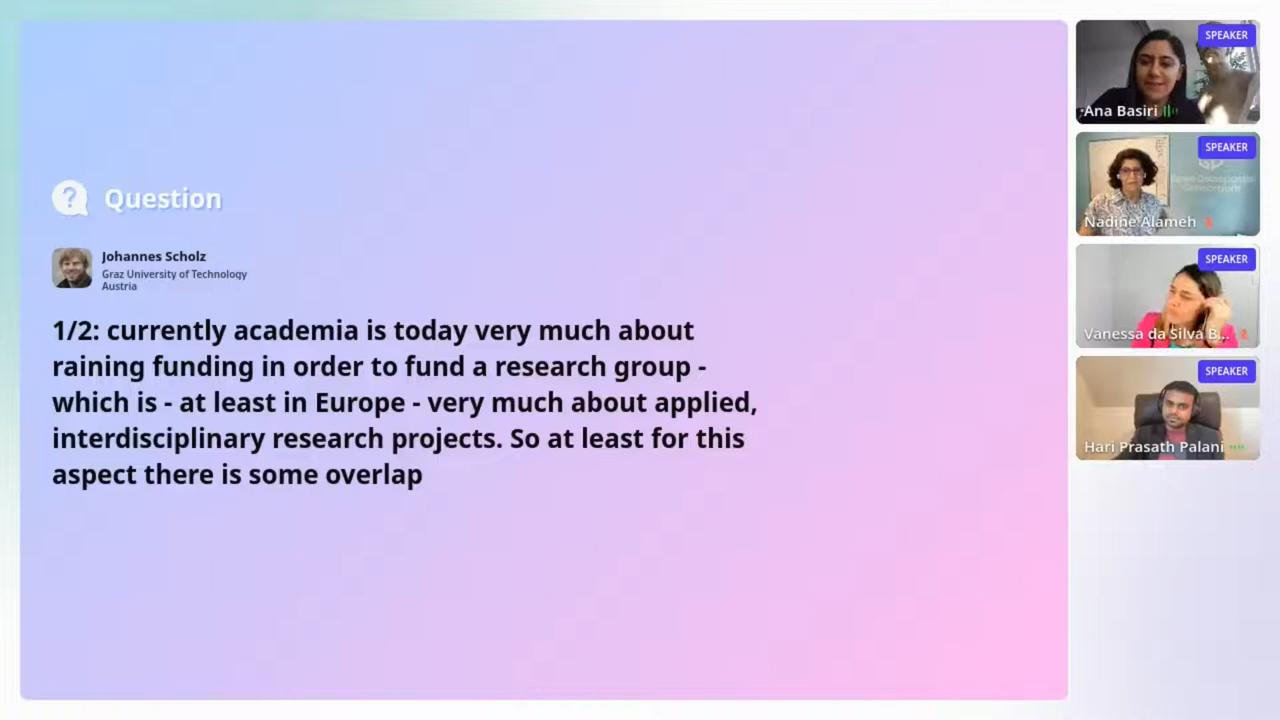 Question
Johannes Scholz
Graz University of Technology
Austria
1/2: currently academia is today very much about
raining funding in order to fund a research group -
which is - at least in Europe - very much about applied,
interdisciplinary research projects. So at least for this
aspect there is some overlap
SPEAKER
Ana Basiri
SPEAKER
Open Geospatial
Consortium
Nadine Alameh
SPEAKER
Vanessa da Silva B...
SPEAKER
Hari Prasath Palani